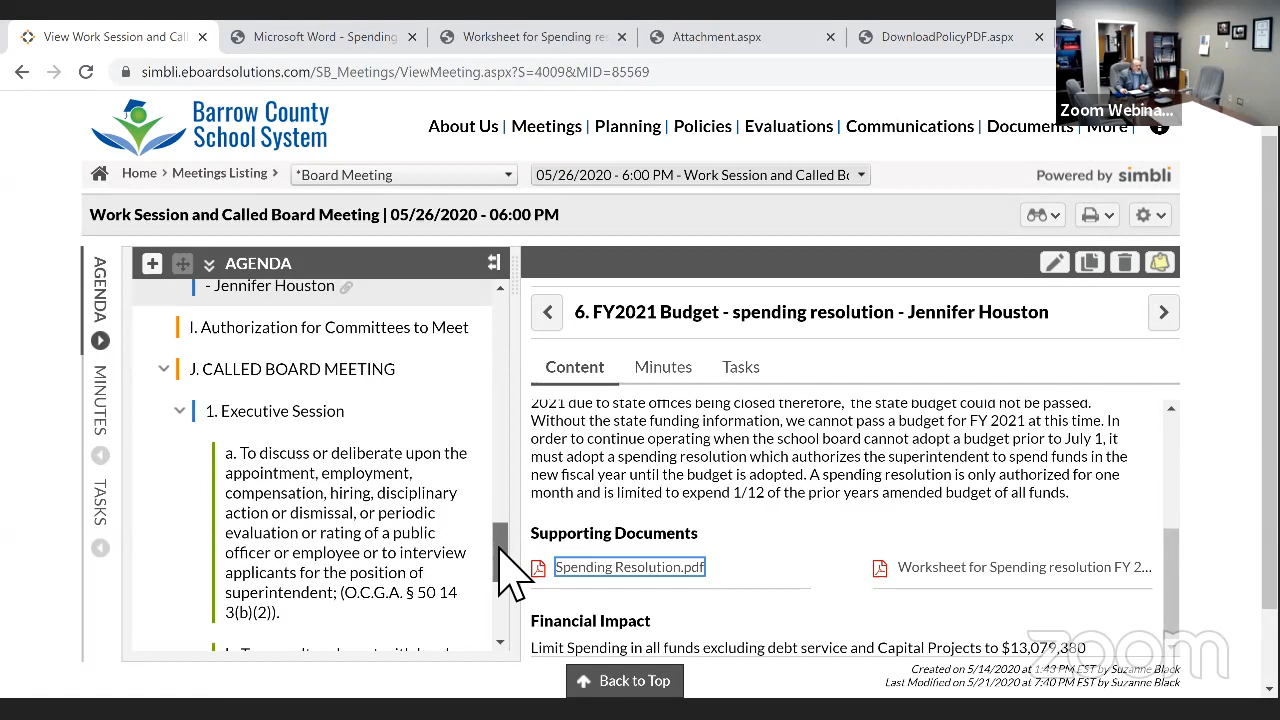 View Work Session and Call
Microsoft Word - Spending
Worksheet for Spending re
Attachment.aspx
DownloadPolicyPDF.aspx
simbli.eboardsolutions.com/SB_Meetings/ViewMeeting.aspx?S=4009&MID=85569
Zoom Webina...
Barrow County
School System
About Us | Meetings | Planning | Policies | Evaluations | Communications | Documents | More
Home > Meetings Listing >
*Board Meeting
05/26/2020 - 6:00 PM - Work Session and Called Bo
Powered by simbli
Work Session and Called Board Meeting | 05/26/2020 - 06:00 PM
AGENDA
MINUTES
TASKS
AGENDA
- Jennifer Houston
I. Authorization for Committees to Meet
J. CALLED BOARD MEETING
1. Executive Session
a. To discuss or deliberate upon the
appointment, employment,
compensation, hiring, disciplinary
action or dismissal, or periodic
evaluation or rating of a public
officer or employee or to interview
applicants for the position of
superintendent; (O.C.G.A. § 50 14
3(b)(2)).
6. FY2021 Budget - spending resolution - Jennifer Houston
Content
Minutes
Tasks
2021 due to state offices being closed therefore, the state budget could not be passed.
Without the state funding information, we cannot pass a budget for FY 2021 at this time. In
order to continue operating when the school board cannot adopt a budget prior to July 1, it
must adopt a spending resolution which authorizes the superintendent to spend funds in the
new fiscal year until the budget is adopted. A spending resolution is only authorized for one
month and is limited to expend 1/12 of the prior years amended budget of all funds.
Supporting Documents
Spending Resolution.pdf
Worksheet for Spending resolution FY 2...
Financial Impact
Limit Spending in all funds excluding debt service and Capital Projects to $13,079,380
Created on 5/14/2020 at 1:43 PM EST by Suzanne Black
Last Modified on 5/21/2020 at 7:40 PM EST by Suzanne Black
Back to Top
zoom